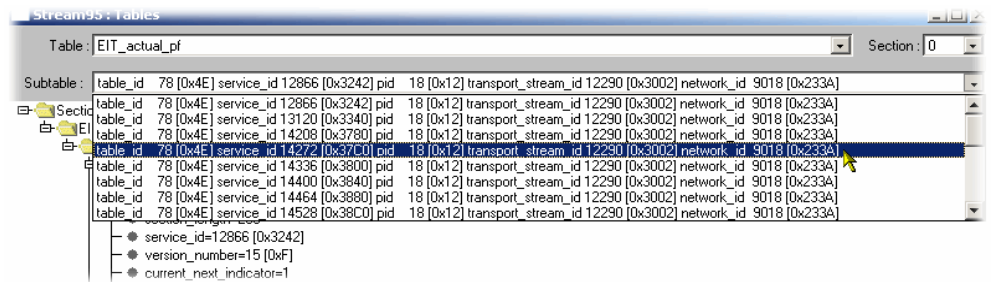 Stream95 : Tables
Table : EIT_actual_pf Section : 0
Subtable : table_id 78 [0x4E] service_id 12866 [0x3242] pid 18 [0x12] transport_stream_id 12290 [0x3002] network_id 9018 [0x233A]
table_id 78 [0x4E] service_id 12866 [0x3242] pid 18 [0x12] transport_stream_id 12290 [0x3002] network_id 9018 [0x233A]
table_id 78 [0x4E] service_id 13120 [0x3340] pid 18 [0x12] transport_stream_id 12290 [0x3002] network_id 9018 [0x233A]
table_id 78 [0x4E] service_id 14208 [0x3780] pid 18 [0x12] transport_stream_id 12290 [0x3002] network_id 9018 [0x233A]
table_id 78 [0x4E] service_id 14272 [0x37C0] pid 18 [0x12] transport_stream_id 12290 [0x3002] network_id 9018 [0x233A]
table_id 78 [0x4E] service_id 14336 [0x3800] pid 18 [0x12] transport_stream_id 12290 [0x3002] network_id 9018 [0x233A]
table_id 78 [0x4E] service_id 14400 [0x3840] pid 18 [0x12] transport_stream_id 12290 [0x3002] network_id 9018 [0x233A]
table_id 78 [0x4E] service_id 14464 [0x3880] pid 18 [0x12] transport_stream_id 12290 [0x3002] network_id 9018 [0x233A]
table_id 78 [0x4E] service_id 14528 [0x38C0] pid 18 [0x12] transport_stream_id 12290 [0x3002] network_id 9018 [0x233A]
service_id=12866 [0x3242]
version_number=15 [0xF]
current_next_indicator=1